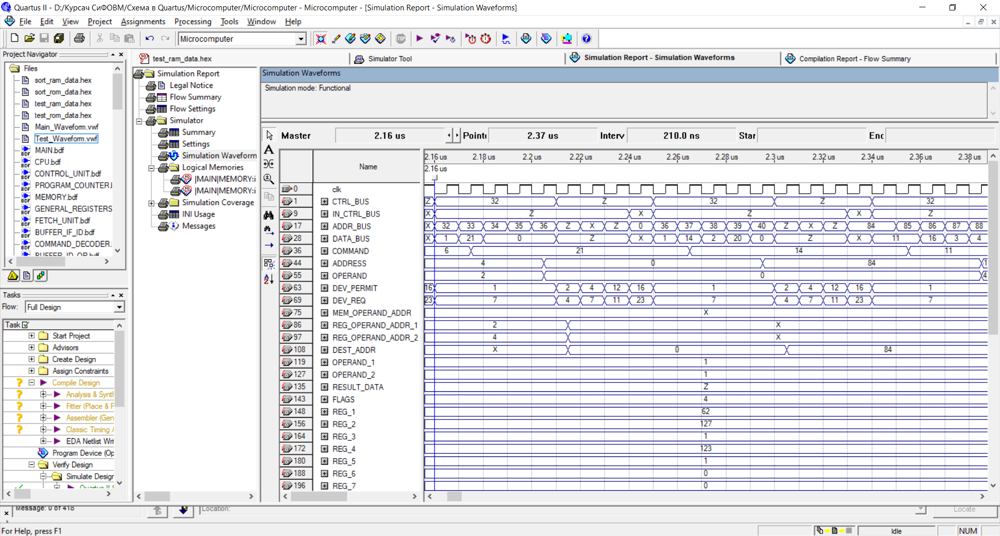 Quartus II - D:/Курсач СиФОВМ/Схема в Quartus/Microcomputer/Microcomputer - Microcomputer - [Simulation Report - Simulation Waveforms]
File Edit View Project Assignments Processing Tools Window Help
Microcomputer
Project Navigator
Files
sort_ram_data.hex
sort_rom_data.hex
test_ram_data.hex
test_rom_data.hex
Main_Waveform.vwf
Test_Waveform.vwf
MAIN.bdf
CPU.bdf
CONTROL_UNIT.bdf
PROGRAM_COUNTER.
MEMORY.bdf
GENERAL_REGISTERS
FETCH_UNIT.bdf
BUFFER_IF_ID.bdf
COMMAND_DECODER.
BUFFER_ID_OR.bdf
Tasks
Flow: Full Design
Task
Start Project
Advisors
Create Design
Assign Constraints
Compile Design
Analysis & Synth
Fitter (Place & F
Assembler (Gen
Classic Timing A
EDA Netlist Wri
Program Device (Op
Verify Design
Simulate Design
Quartus II S
test_ram_data.hex
Simulator Tool
Simulation Report - Simulation Waveforms
Compilation Report - Flow Summary
Simulation Report
Legal Notice
Flow Summary
Flow Settings
Simulator
Summary
Settings
Simulation Waveform
Logical Memories
|MAIN|MEMORY:i
|MAIN|MEMORY:i
Simulation Coverage
INI Usage
Messages
Simulation Waveforms
Simulation mode: Functional
Master 2.16 us Point 2.37 us Interv 210.0 ns Star Enc
Name
2.16 us 2.18 us 2.2 us 2.22 us 2.24 us 2.26 us 2.28 us 2.3 us 2.32 us 2.34 us 2.36 us 2.38 us
2.16 us
0 clk
1 CTRL_BUS Z 32 Z 32 Z 32
9 IN_CTRL_BUS X Z X Z X Z
17 ADDR_BUS X 32 33 34 35 36 Z X Z 0 36 37 38 39 40 Z X Z 84 85 86 87 88
28 DATA_BUS X 1 21 0 Z X 1 14 2 20 0 Z X 11 16 3 4
36 COMMAND 6 21 14 11
44 ADDRESS 4 0 84 1
55 OPERAND 2 0 4
63 DEV_PERMIT 16 1 2 4 12 16 1 2 4 12 16 1
69 DEV_REQ 23 7 4 7 11 23 7 4 7 11 23 7
75 MEM_OPERAND_ADDR X
86 REG_OPERAND_ADDR_1 2 X
97 REG_OPERAND_ADDR_2 4 X
108 DEST_ADDR X 0 84
119 OPERAND_1 1
127 OPERAND_2 1
135 RESULT_DATA Z
143 FLAGS 4
148 REG_1 62
156 REG_2 127
164 REG_3 1
172 REG_4 123
180 REG_5 1
188 REG_6 0
196 REG_7 0
Message: 0 of 418
Location:
Locate
For Help, press F1
Idle
NUM